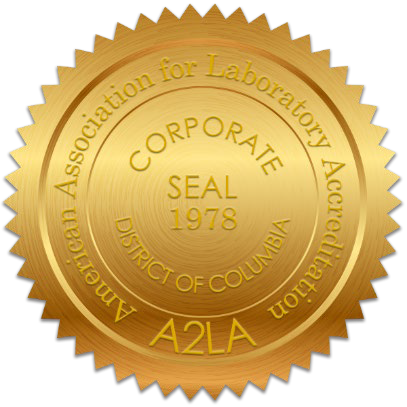 American Association for Laboratory Accreditation
CORPORATE
SEAL
1978
DISTRICT OF COLUMBIA
A2LA